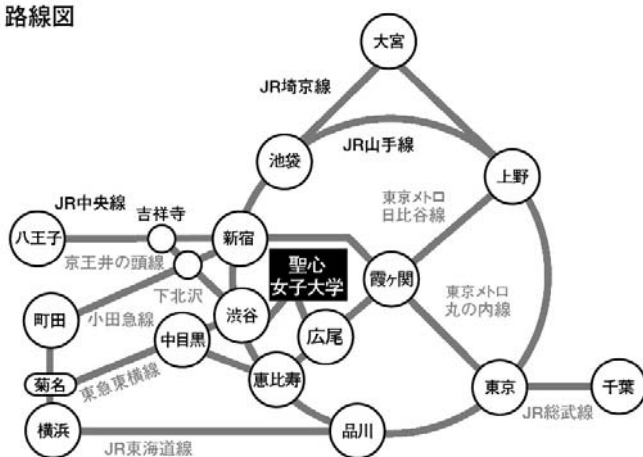 路線図
大宮
JR埼京線
池袋
JR山手線
上野
東京メトロ
日比谷線
JR中央線
吉祥寺
八王子
新宿
京王井の頭線
聖心
女子大学
霞ヶ関
下北沢
東京メトロ
丸の内線
町田
小田急線
渋谷
中目黒
広尾
菊名
東急東横線
恵比寿
東京
千葉
JR総武線
横浜
JR東海道線
品川